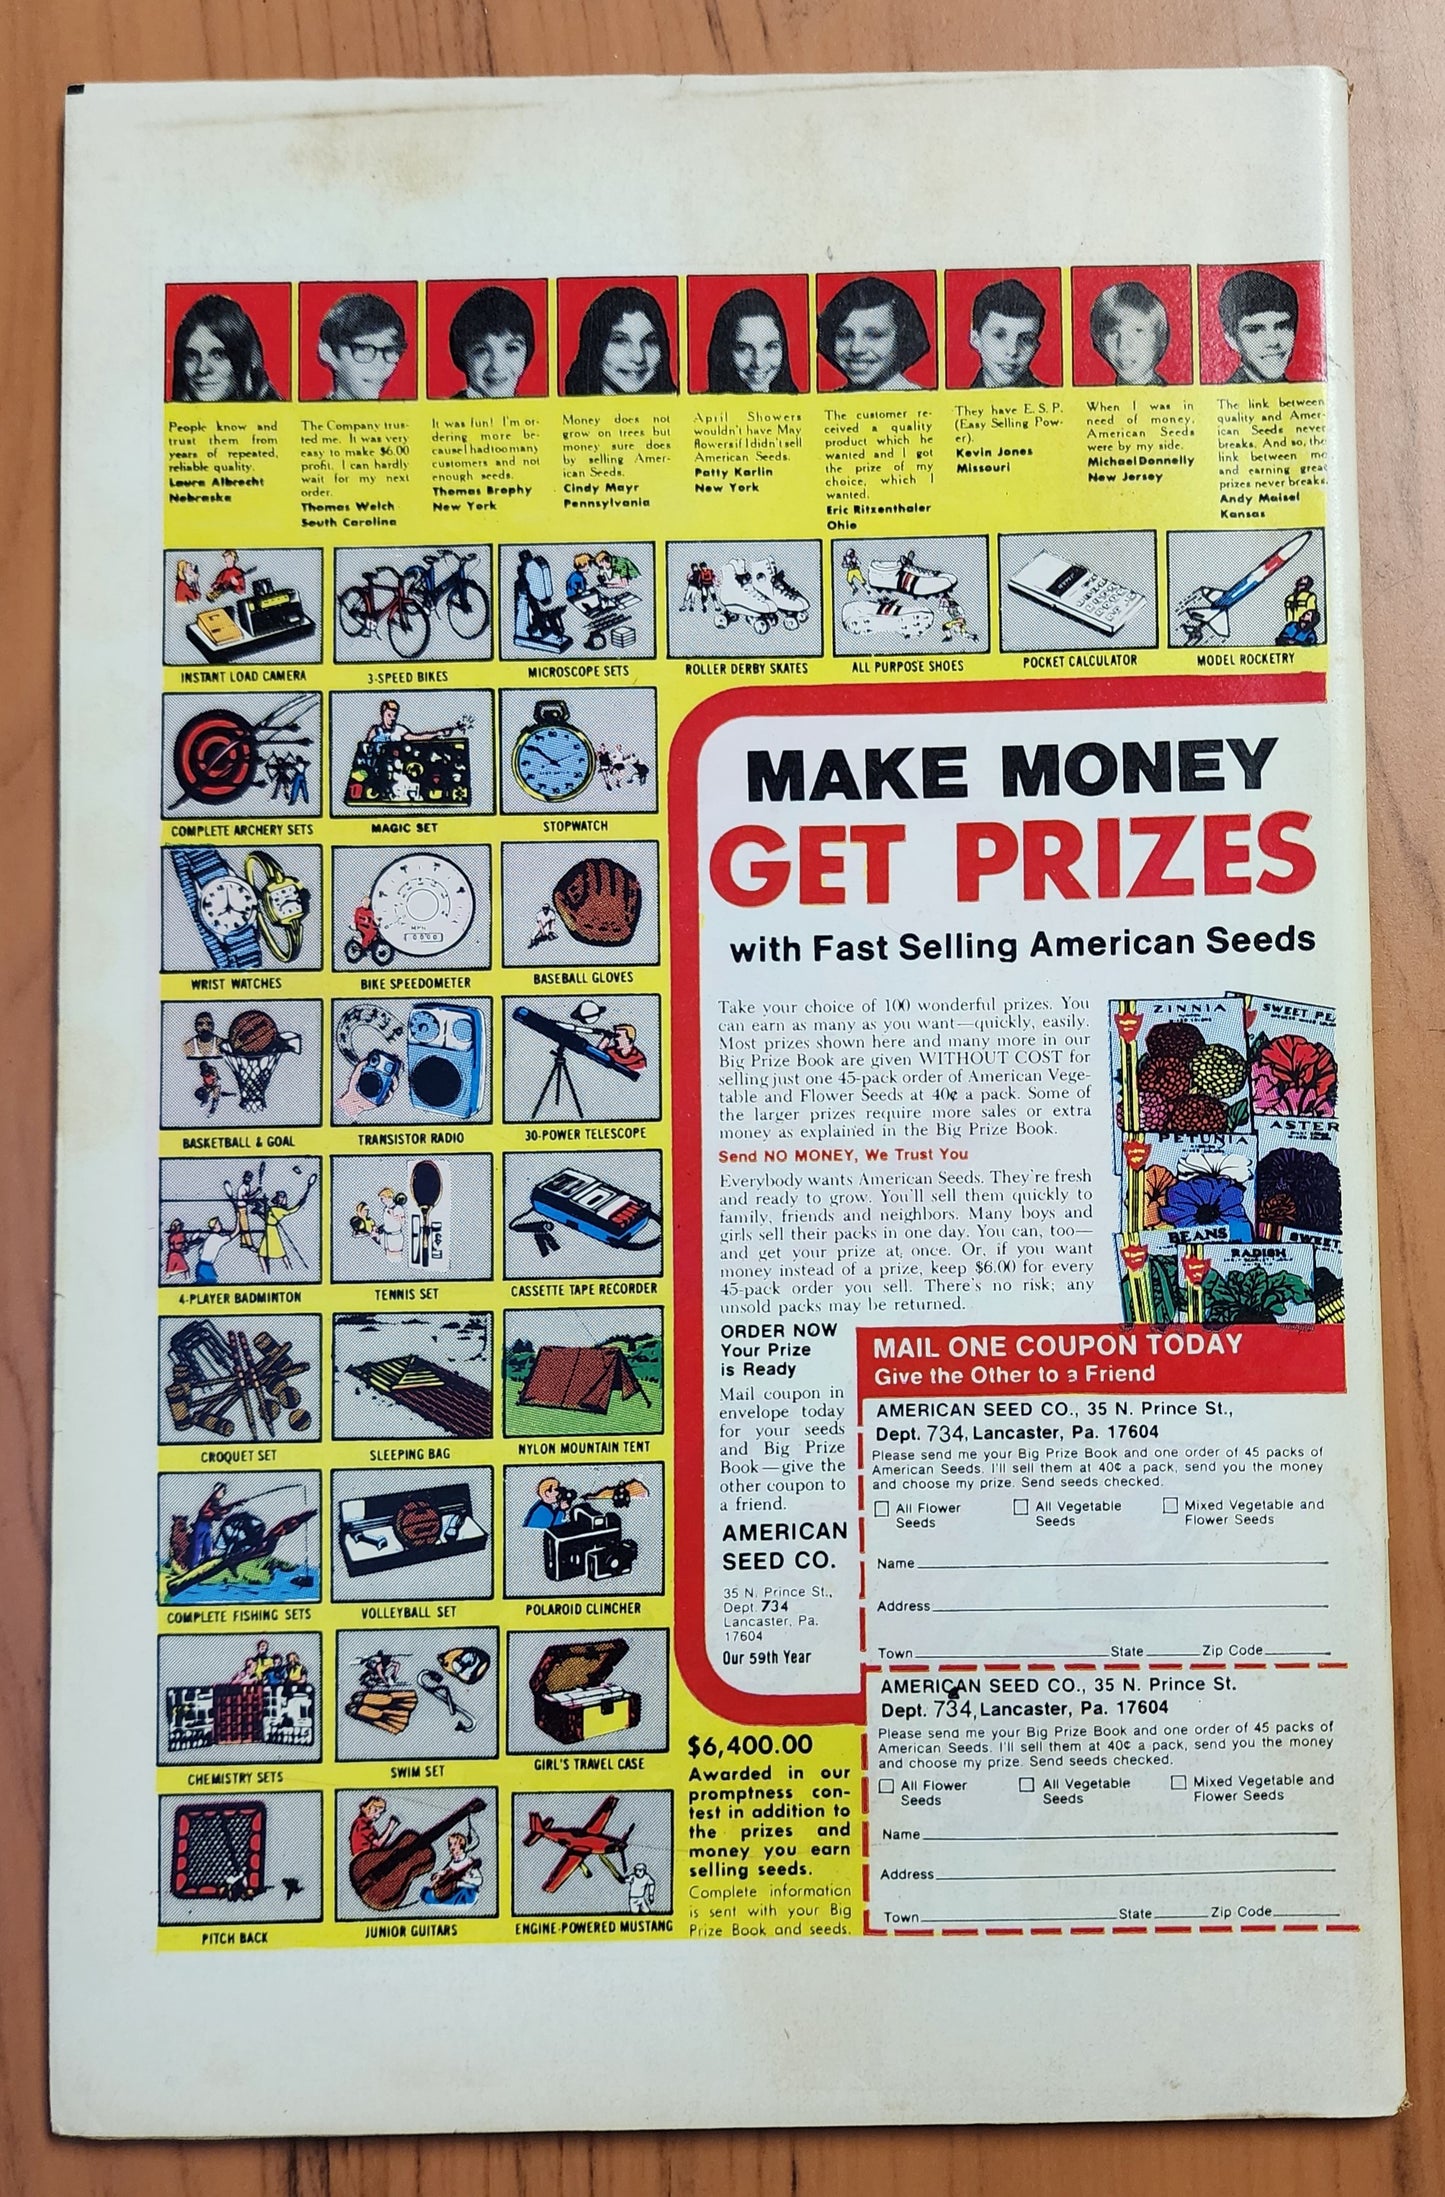 People know and
trust them from
years of repeated,
reliable quality.
Laura Albrecht
Nebraska
The Company trus-
ted me. It was very
easy to make $6.00
profit. I can hardly
wait for my next
order.
Thomas Welch
South Carolina
It was fun! I'm or-
dering more be-
cause I had too many
customers and not
enough seeds.
Thomas Brophy
New York
Money does not
grow on trees but
money sure does
by selling Amer-
ican Seeds.
Cindy Mayr
Pennsylvania
April Showers
wouldn't have May
flowers if I didn't sell
American Seeds.
Patty Karlin
New York
The customer re-
ceived a quality
product which he
wanted and I got
the prize of my
choice, which I
wanted.
Eric Ritzenthaler
Ohio
They have E.S.P.
(Easy Selling Pow-
er).
Kevin Jones
Missouri
When I was in
need of money,
American Seeds
were by my side.
Michael Donnelly
New Jersey
The link between
quality and Amer-
ican Seeds never
breaks. And so, the
link between me
and earning great
prizes never breaks.
Andy Maisel
Kansas
INSTANT LOAD CAMERA
3-SPEED BIKES
MICROSCOPE SETS
ROLLER DERBY SKATES
ALL PURPOSE SHOES
POCKET CALCULATOR
MODEL ROCKETRY
COMPLETE ARCHERY SETS
MAGIC SET
STOPWATCH
WRIST WATCHES
BIKE SPEEDOMETER
BASEBALL GLOVES
BASKETBALL & GOAL
TRANSISTOR RADIO
30-POWER TELESCOPE
4-PLAYER BADMINTON
TENNIS SET
CASSETTE TAPE RECORDER
CROQUET SET
SLEEPING BAG
NYLON MOUNTAIN TENT
COMPLETE FISHING SETS
VOLLEYBALL SET
POLAROID CLINCHER
CHEMISTRY SETS
SWIM SET
GIRL'S TRAVEL CASE
PITCH BACK
JUNIOR GUITARS
ENGINE-POWERED MUSTANG
MAKE MONEY
GET PRIZES
with Fast Selling American Seeds
Take your choice of 100 wonderful prizes. You
can earn as many as you want—quickly, easily.
Most prizes shown here and many more in our
Big Prize Book are given WITHOUT COST for
selling just one 45-pack order of American Vege-
table and Flower Seeds at 40¢ a pack. Some of
the larger prizes require more sales or extra
money as explained in the Big Prize Book.
Send NO MONEY, We Trust You
Everybody wants American Seeds. They're fresh
and ready to grow. You'll sell them quickly to
family, friends and neighbors. Many boys and
girls sell their packs in one day. You can, too—
and get your prize at once. Or, if you want
money instead of a prize, keep $6.00 for every
45-pack order you sell. There's no risk; any
unsold packs may be returned.
ZINNIA
SWEET PE
PETUNIA
ASTER
BEANS
RADISH
SWEET
ORDER NOW
Your Prize
is Ready
Mail coupon in
envelope today
for your seeds
and Big Prize
Book—give the
other coupon to
a friend.
AMERICAN
SEED CO.
35 N. Prince St.,
Dept. 734
Lancaster, Pa.
17604
Our 59th Year
$6,400.00
Awarded in our
promptness con-
test in addition to
the prizes and
money you earn
selling seeds.
Complete information
is sent with your Big
Prize Book and seeds.
MAIL ONE COUPON TODAY
Give the Other to a Friend
AMERICAN SEED CO., 35 N. Prince St.,
Dept. 734, Lancaster, Pa. 17604
Please send me your Big Prize Book and one order of 45 packs of
American Seeds. I'll sell them at 40¢ a pack, send you the money
and choose my prize. Send seeds checked.
All Flower Seeds
All Vegetable Seeds
Mixed Vegetable and Flower Seeds
Name
Address
Town State Zip Code
AMERICAN SEED CO., 35 N. Prince St.
Dept. 734, Lancaster, Pa. 17604
Please send me your Big Prize Book and one order of 45 packs of
American Seeds. I'll sell them at 40¢ a pack, send you the money
and choose my prize. Send seeds checked.
All Flower Seeds
All Vegetable Seeds
Mixed Vegetable and Flower Seeds
Name
Address
Town State Zip Code